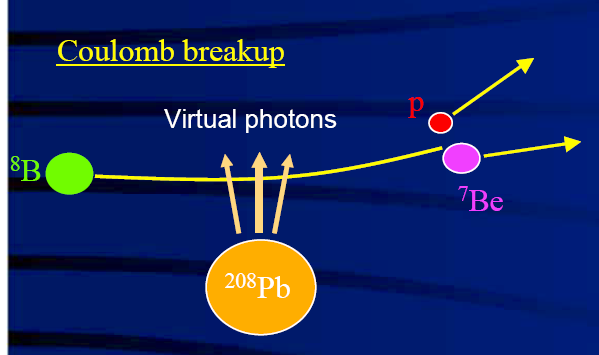 Coulomb breakup
Virtual photons
p
⁸B
⁷Be
²⁰⁸Pb